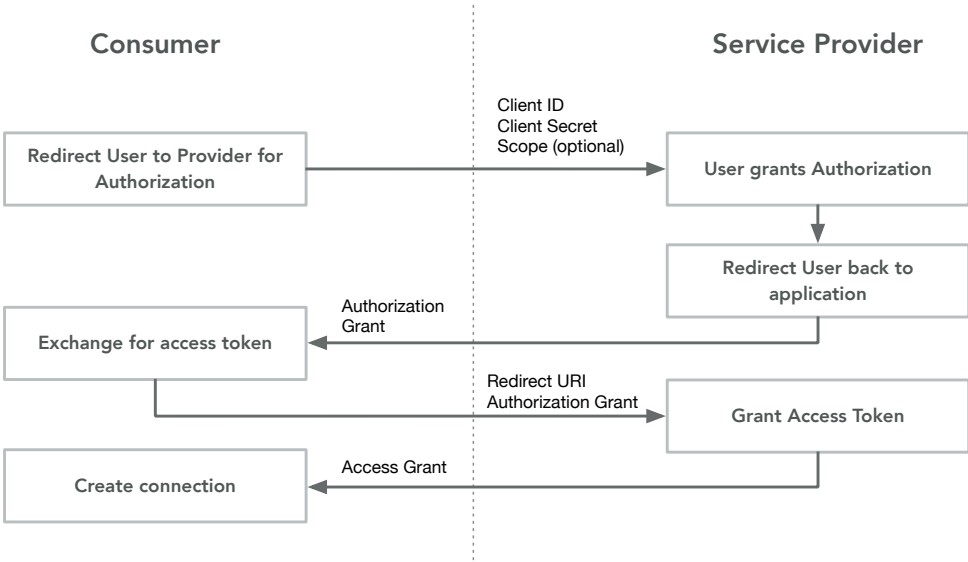 Consumer
Service Provider
Client ID
Client Secret
Scope (optional)
Redirect User to Provider for
Authorization
User grants Authorization
Redirect User back to
application
Authorization
Grant
Exchange for access token
Redirect URI
Authorization Grant
Grant Access Token
Access Grant
Create connection